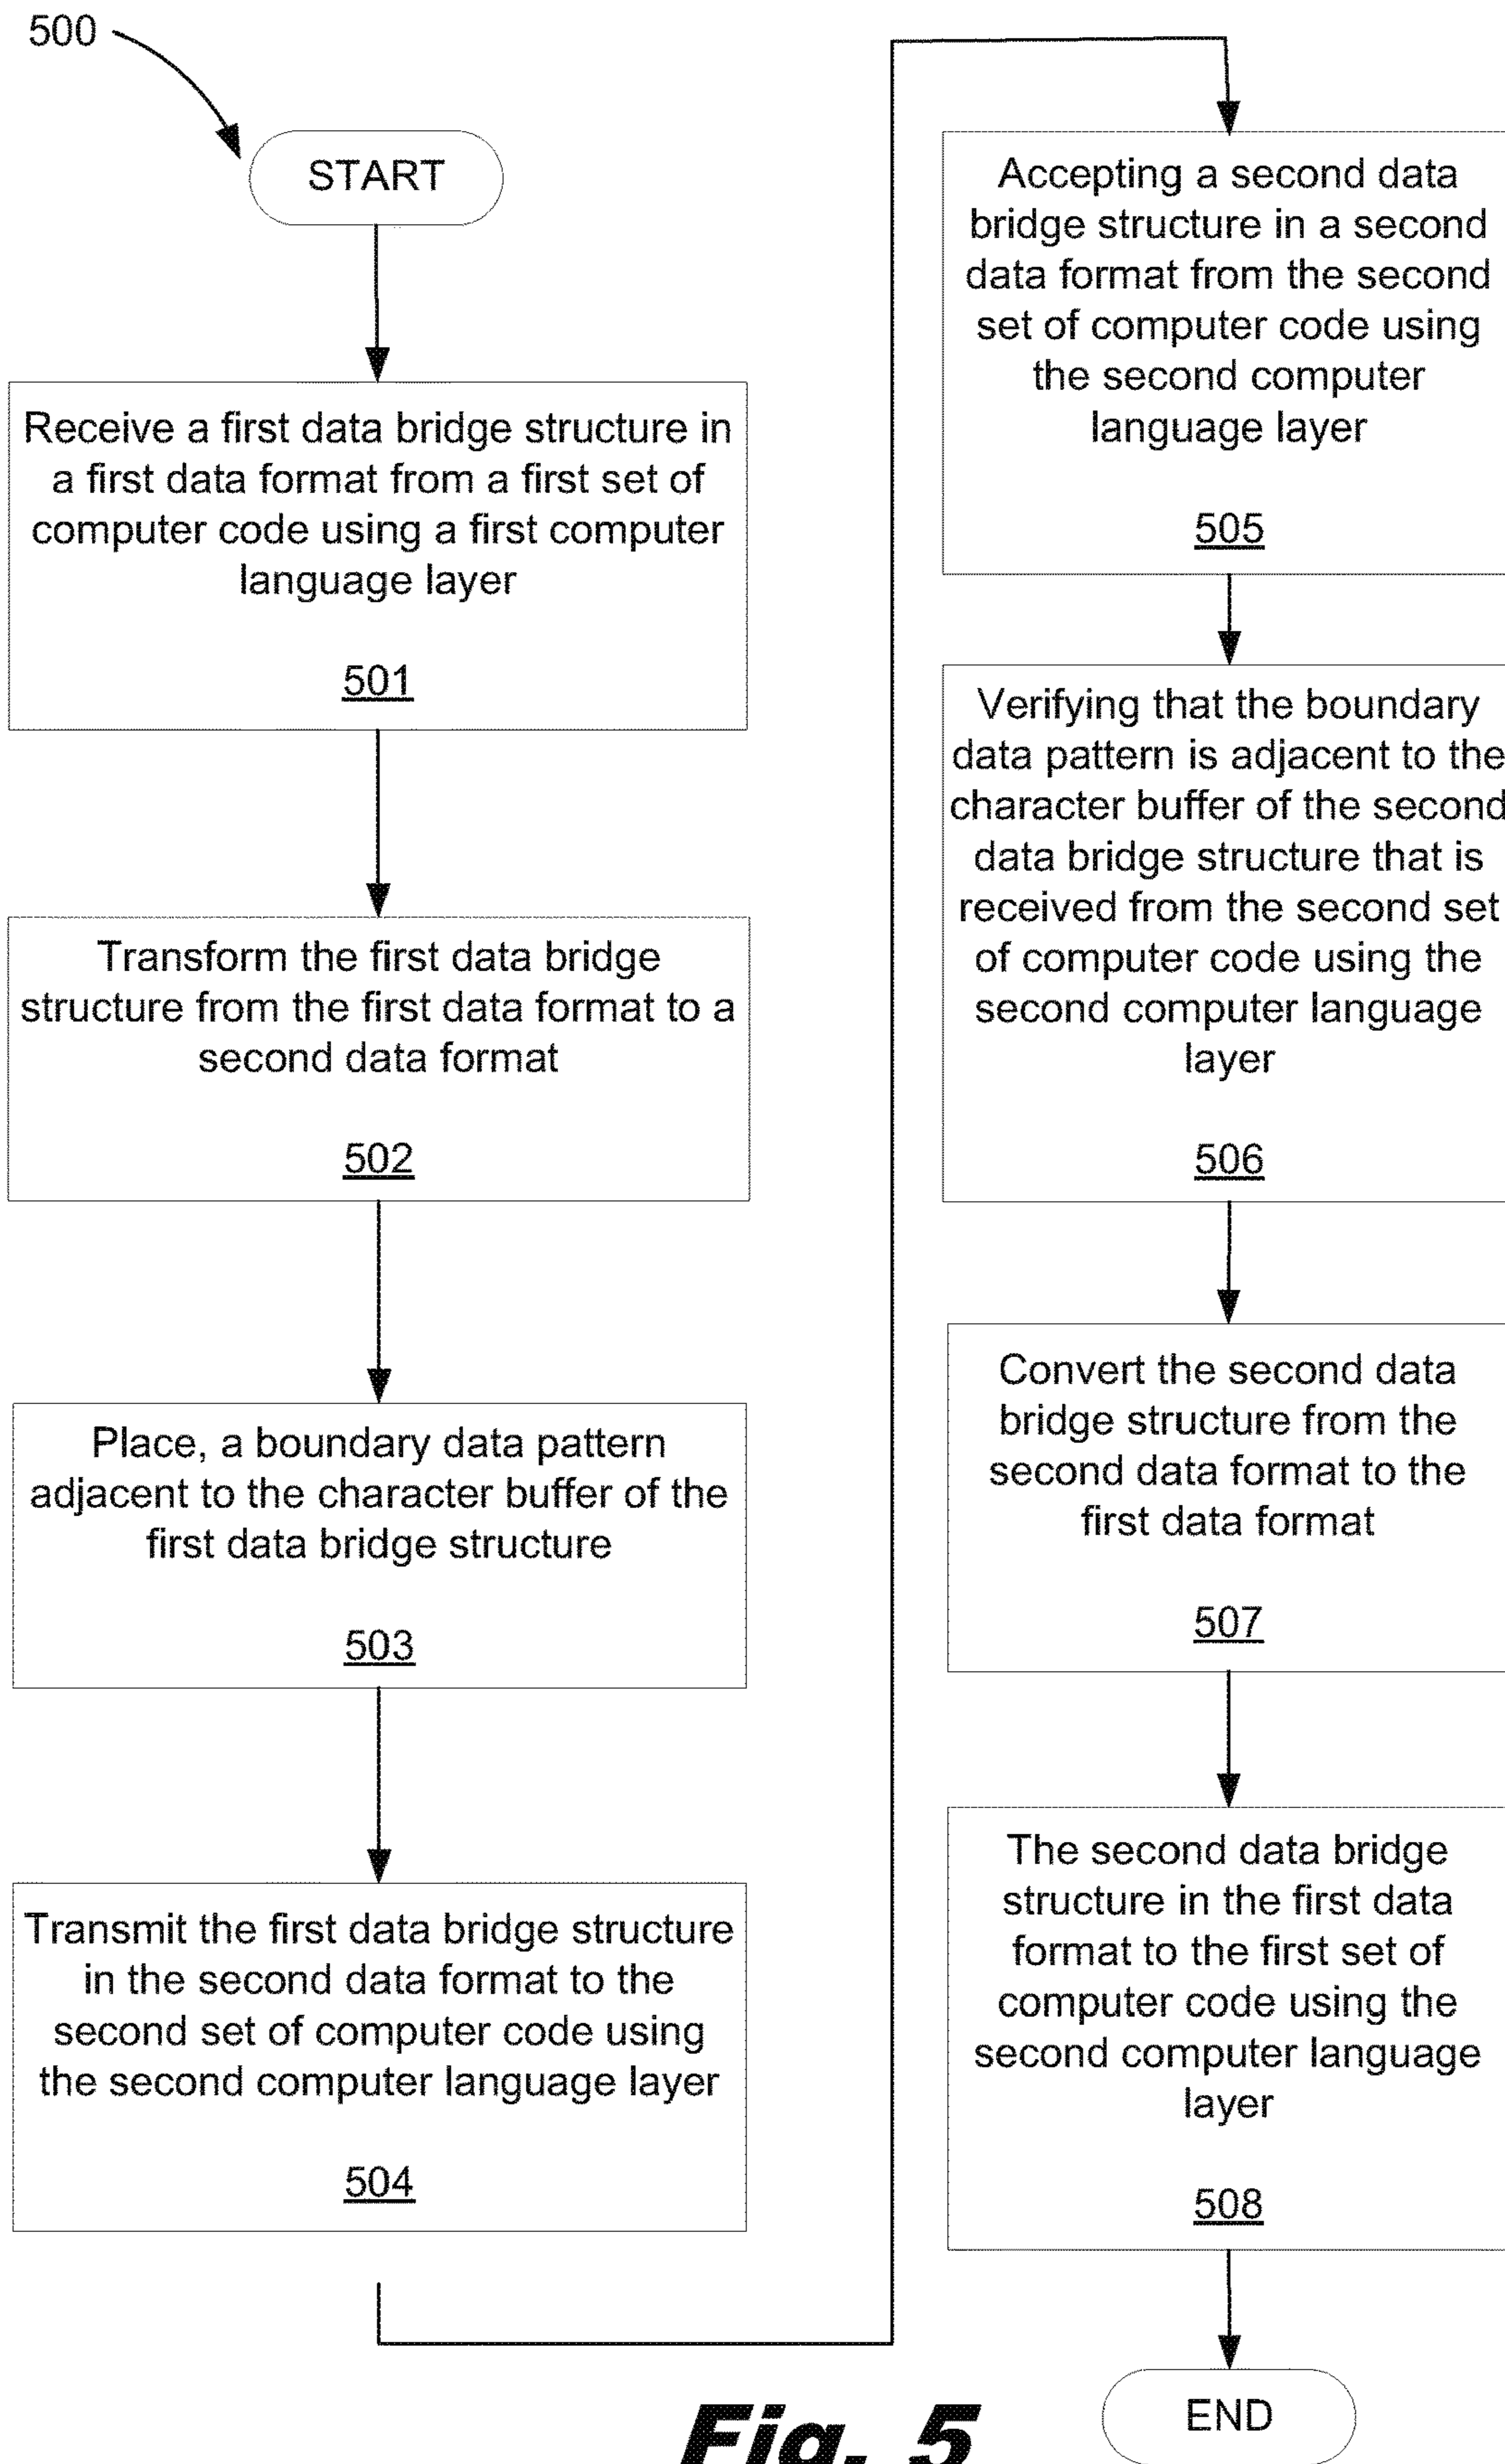 500
START
Receive a first data bridge structure in
a first data format from a first set of
computer code using a first computer
language layer
501
Transform the first data bridge
structure from the first data format to a
second data format
502
Place, a boundary data pattern
adjacent to the character buffer of the
first data bridge structure
503
Transmit the first data bridge structure
in the second data format to the
second set of computer code using
the second computer language layer
504
Accepting a second data
bridge structure in a second
data format from the second
set of computer code using
the second computer
language layer
505
Verifying that the boundary
data pattern is adjacent to the
character buffer of the second
data bridge structure that is
received from the second set
of computer code using the
second computer language
layer
506
Convert the second data
bridge structure from the
second data format to the
first data format
507
The second data bridge
structure in the first data
format to the first set of
computer code using the
second computer language
layer
508
END
Fig. 5